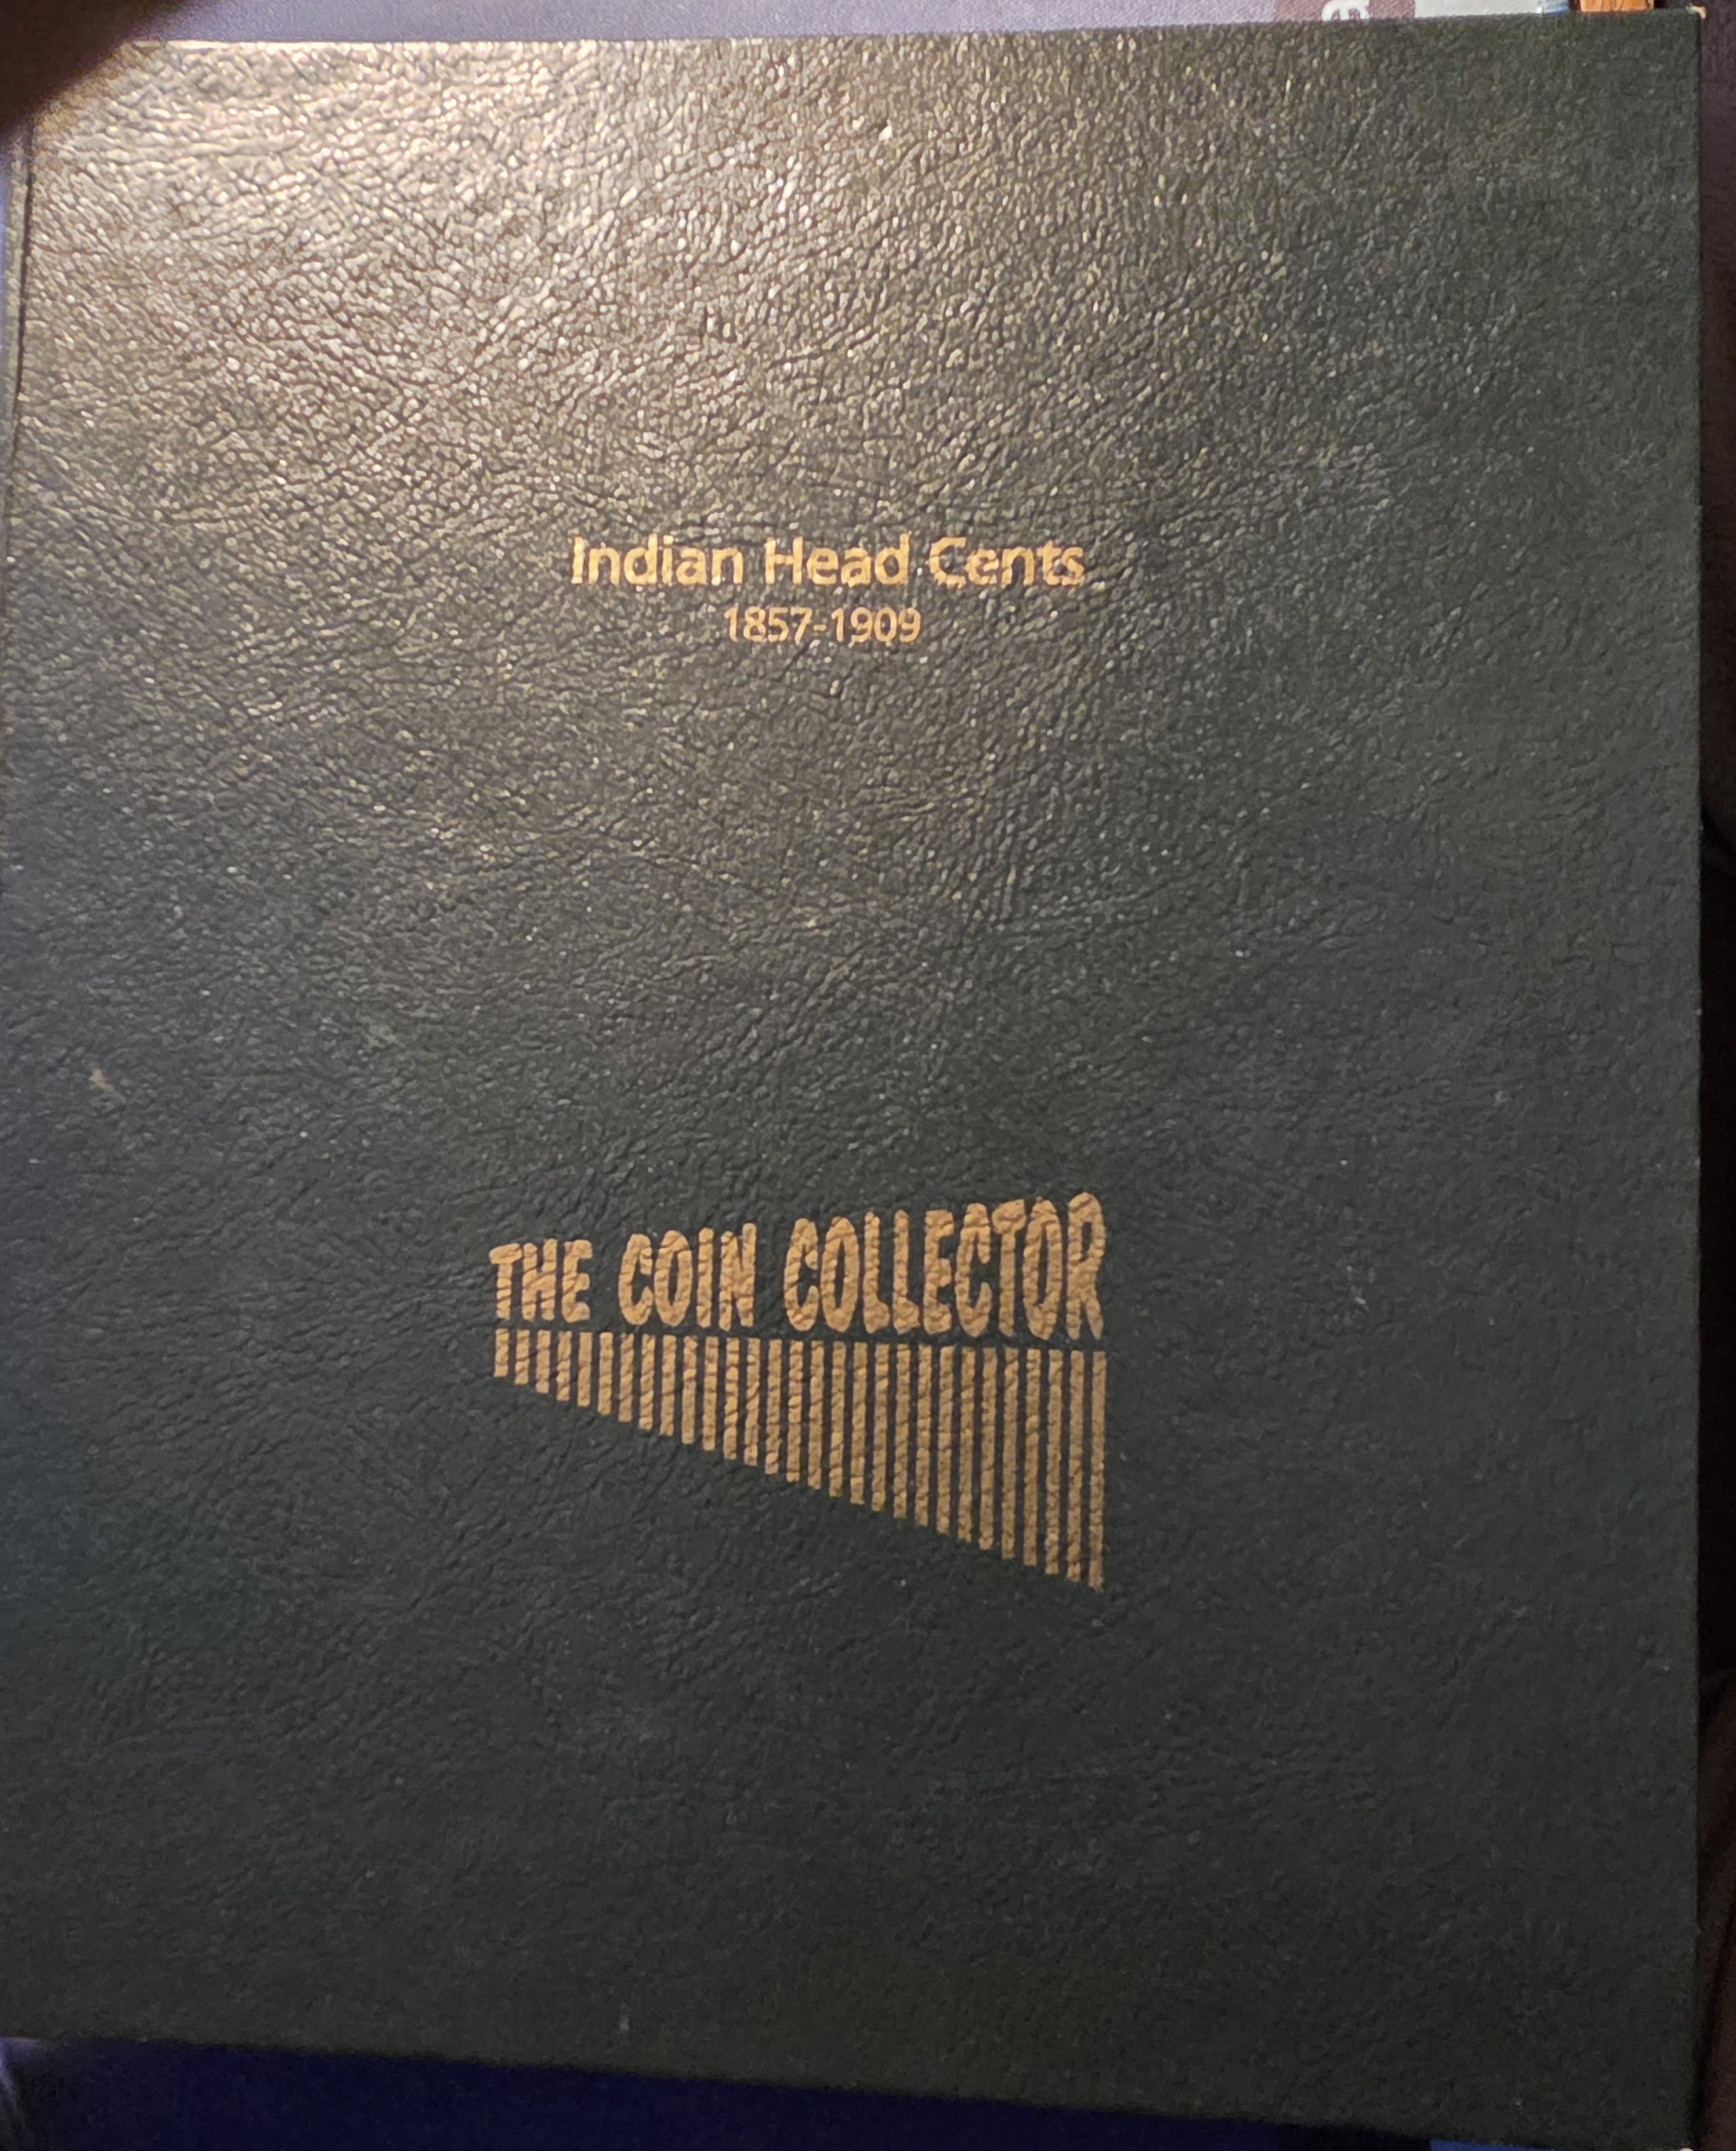 Indian Head Cents
1857-1909
THE COIN COLLECTOR